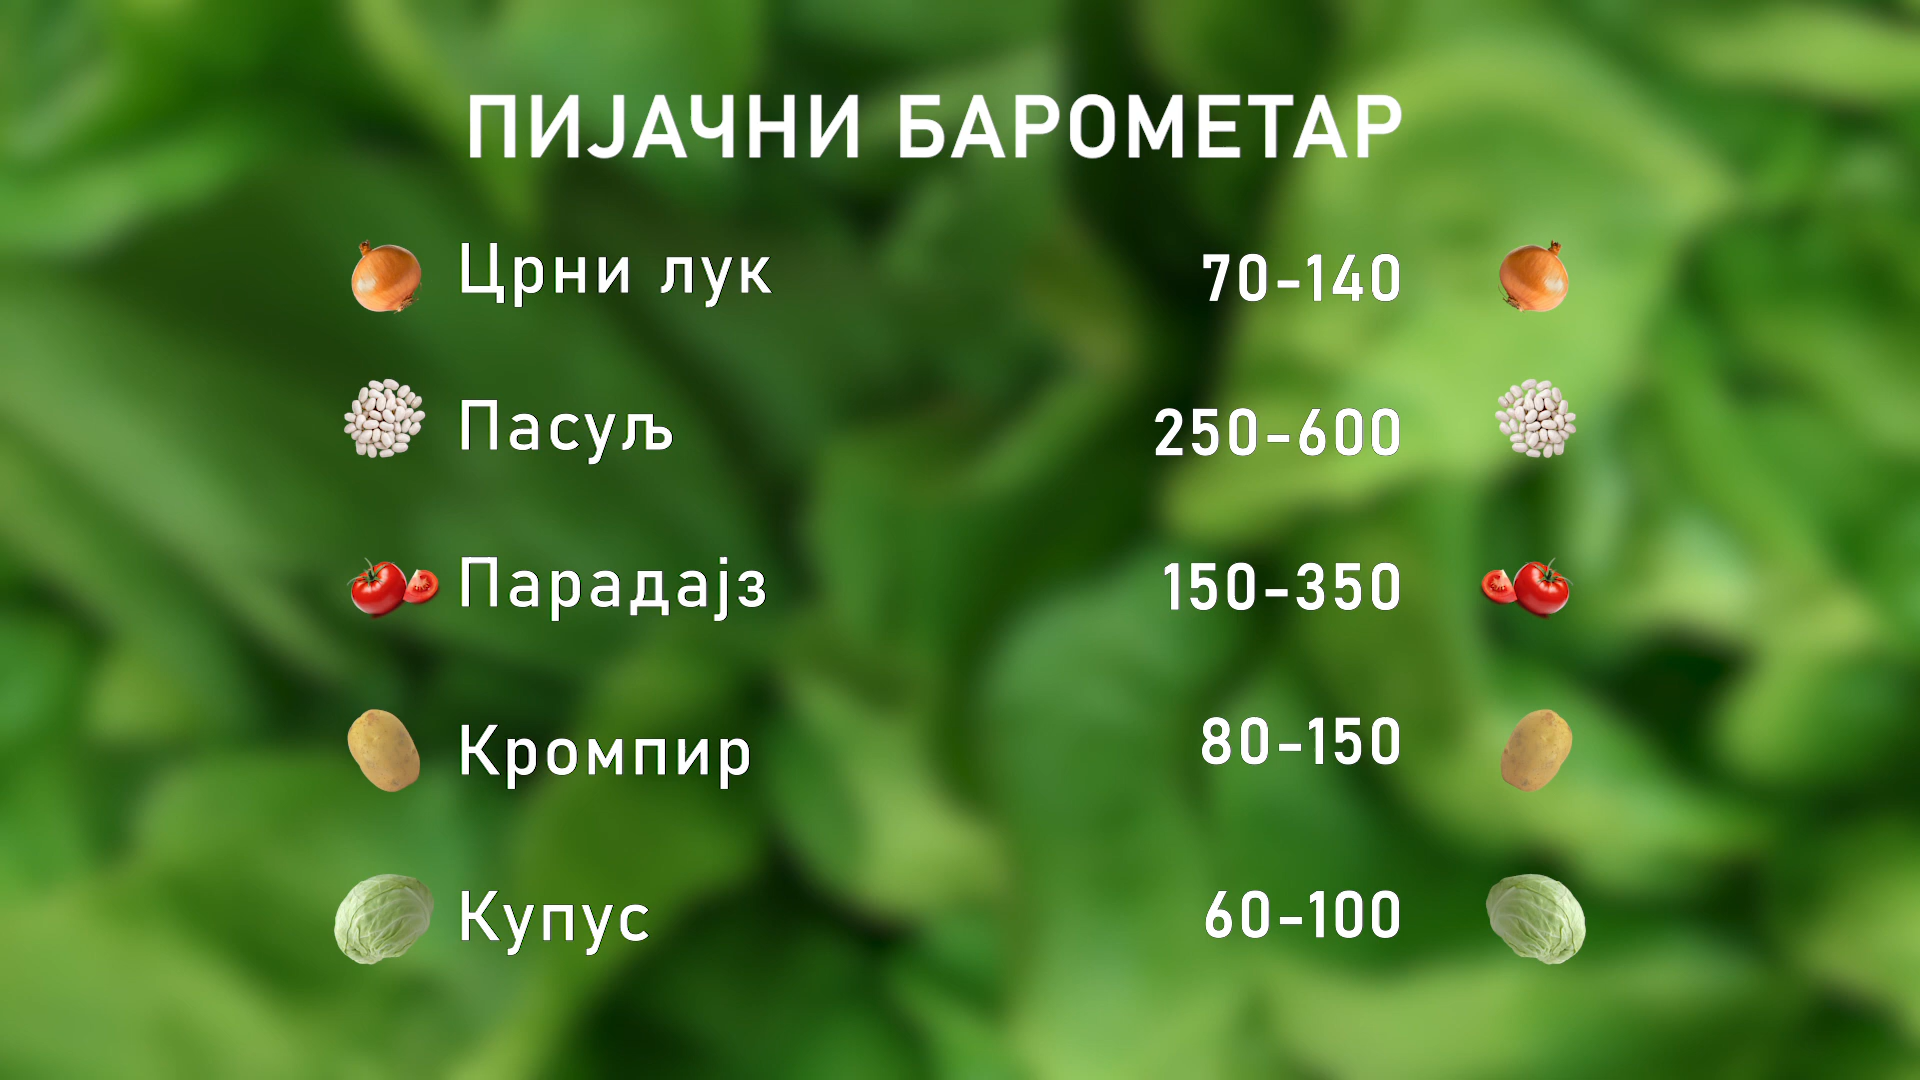 ПИЈАЧНИ БАРОМЕТАР
Црни лук 70-140
Пасуљ 250-600
Парадајз 150-350
Кромпир 80-150
Купус 60-100